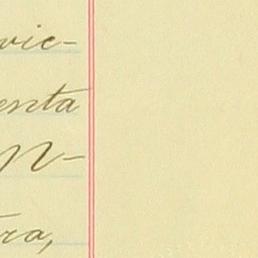 vic-
enta
n-
ra,